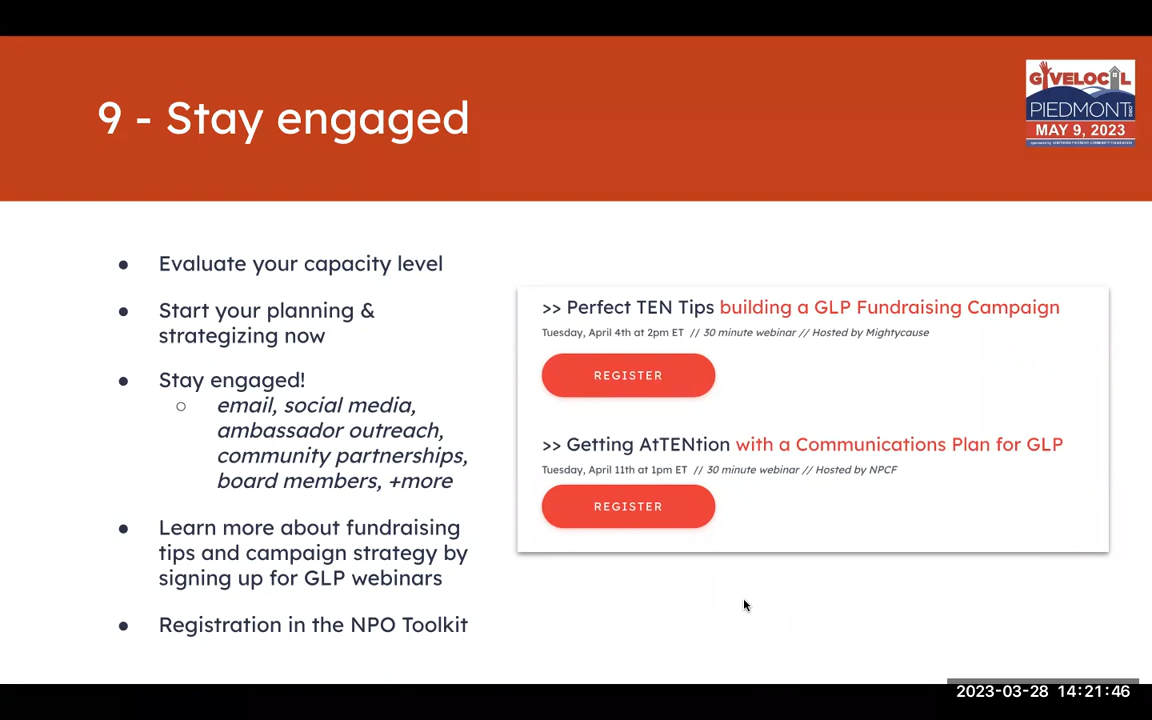 9 - Stay engaged
GIVELOCAL
PIEDMONT.ORG
MAY 9, 2023
● Evaluate your capacity level
● Start your planning &
strategizing now
● Stay engaged!
○ email, social media,
ambassador outreach,
community partnerships,
board members, +more
● Learn more about fundraising
tips and campaign strategy by
signing up for GLP webinars
● Registration in the NPO Toolkit
>> Perfect TEN Tips building a GLP Fundraising Campaign
Tuesday, April 4th at 2pm ET // 30 minute webinar // Hosted by Mightycause
REGISTER
>> Getting AtTENtion with a Communications Plan for GLP
Tuesday, April 11th at 1pm ET // 30 minute webinar // Hosted by NPCF
REGISTER
2023-03-28 14:21:46